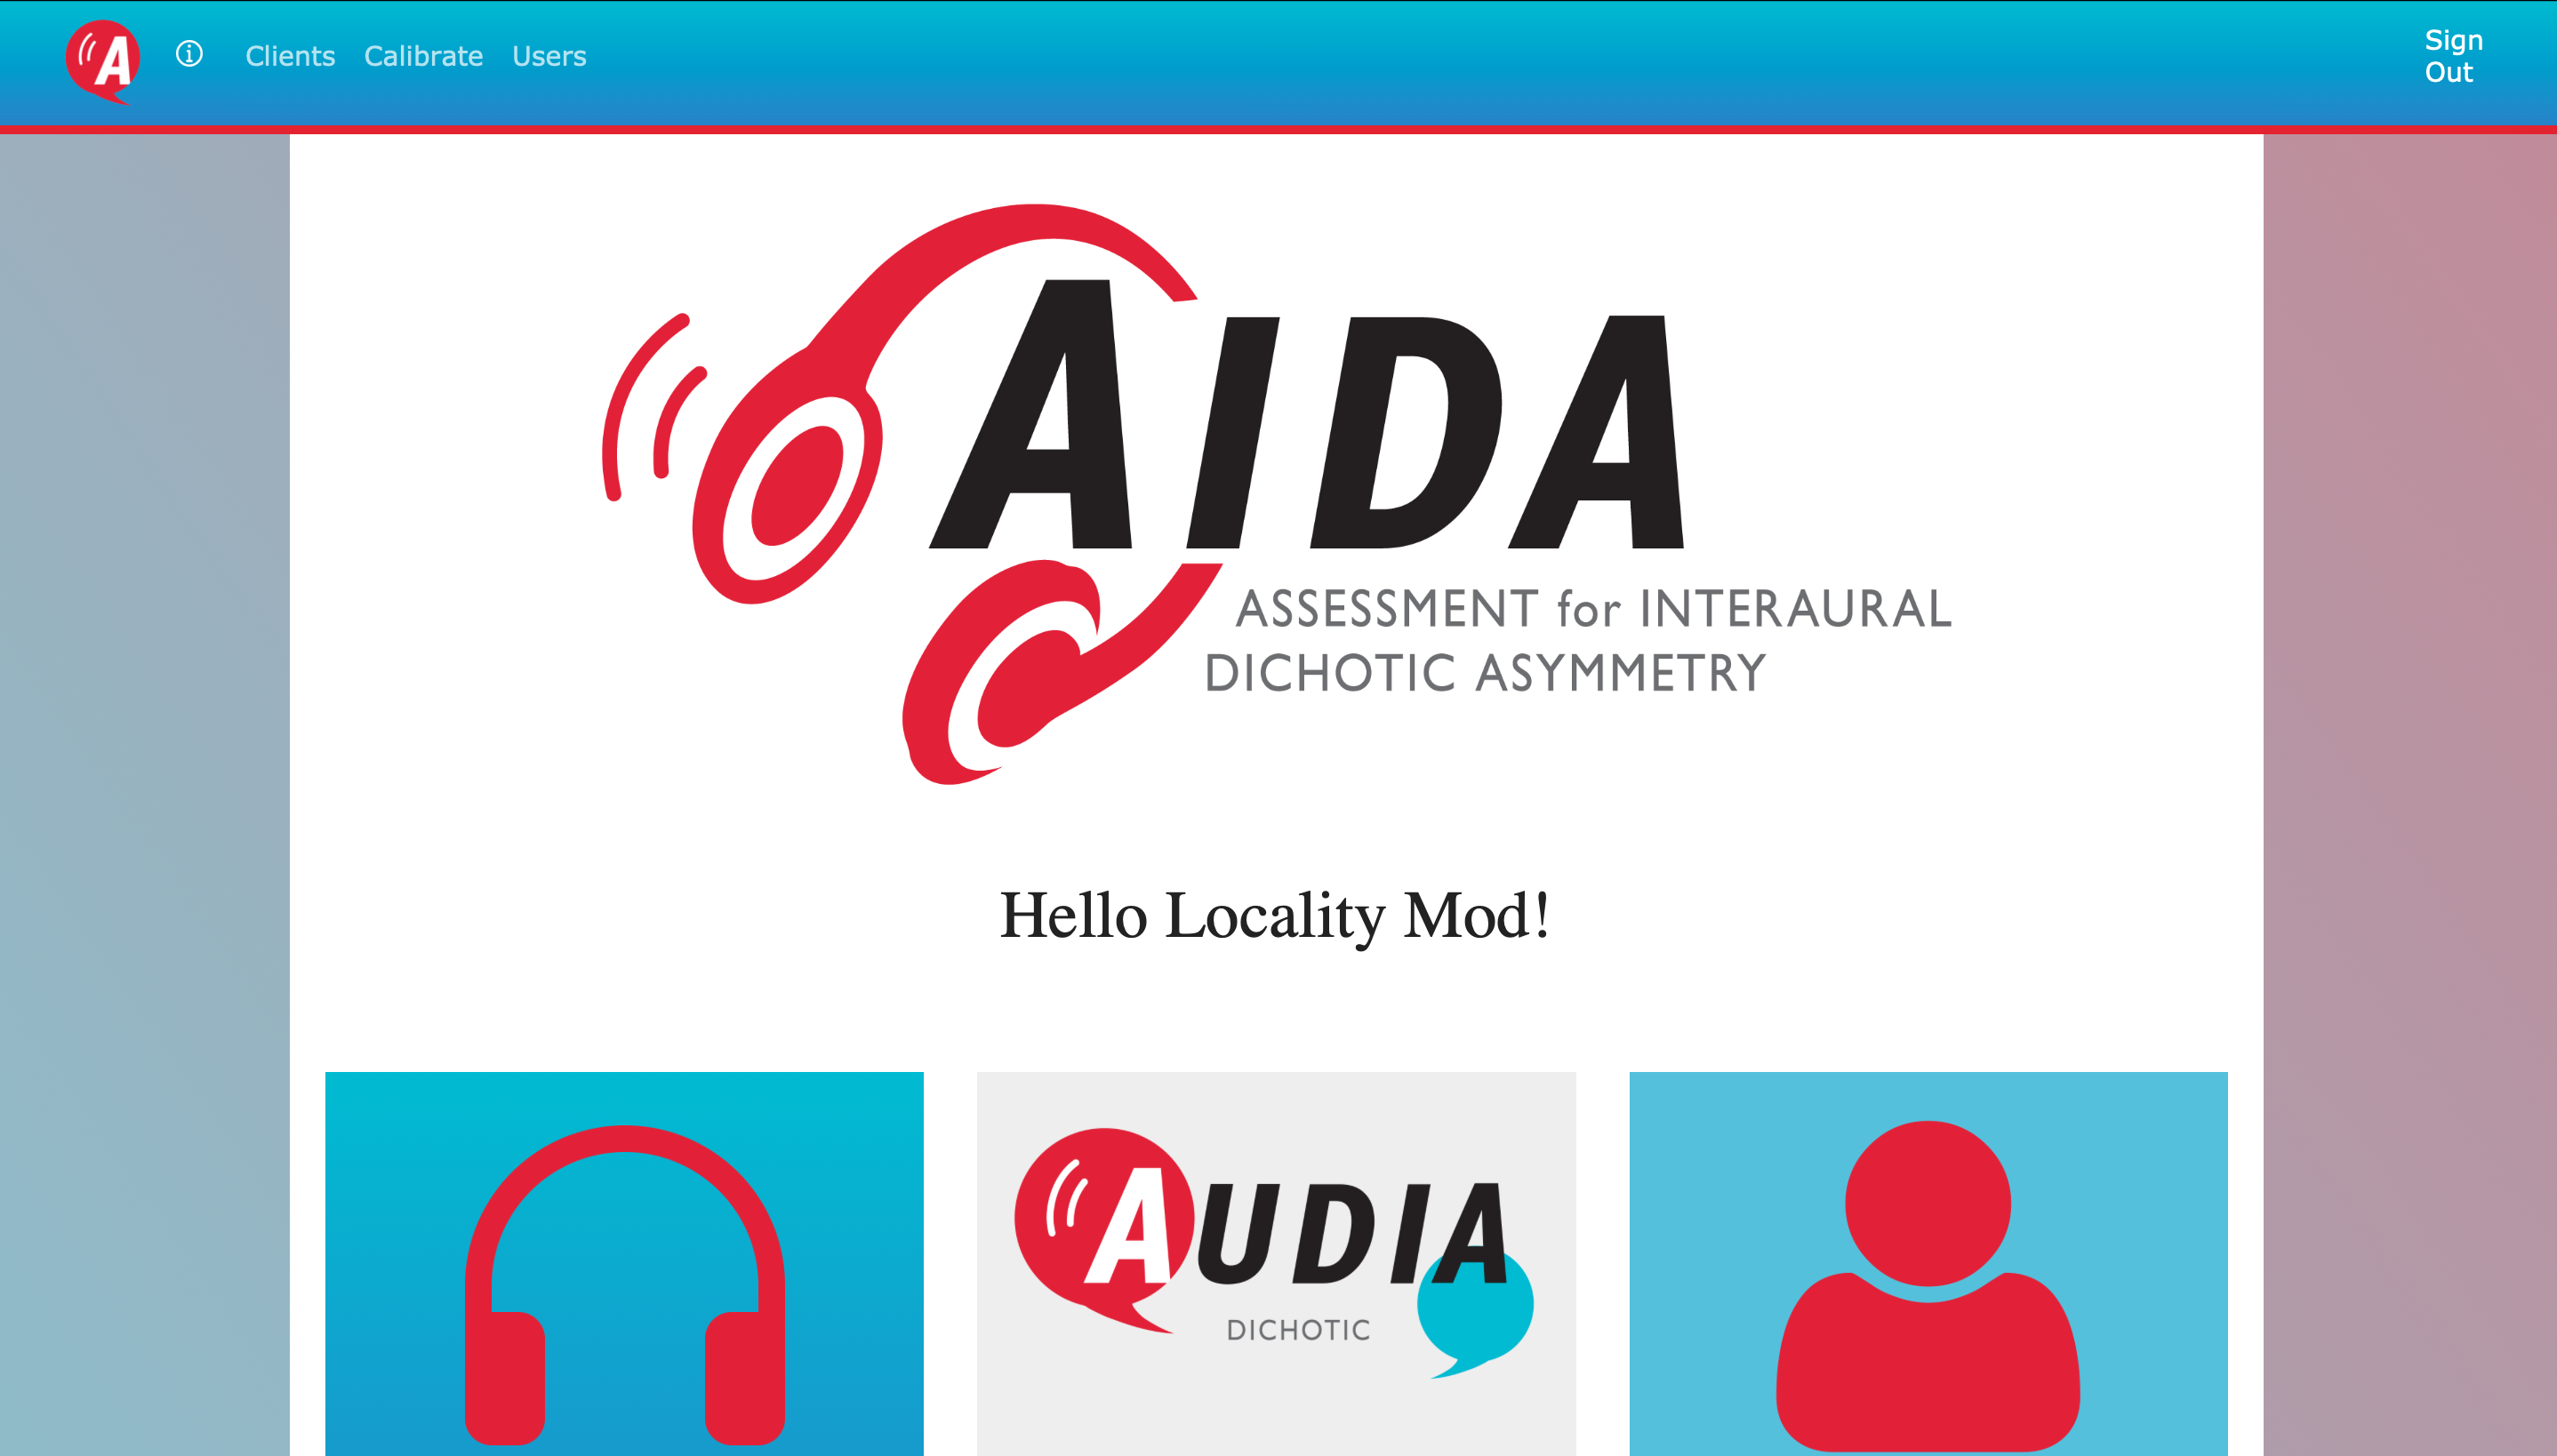 A Clients Calibrate Users Sign
Out
AIDA
ASSESSMENT for INTERAURAL
DICHOTIC ASYMMETRY
Hello Locality Mod!
AUDIA
DICHOTIC